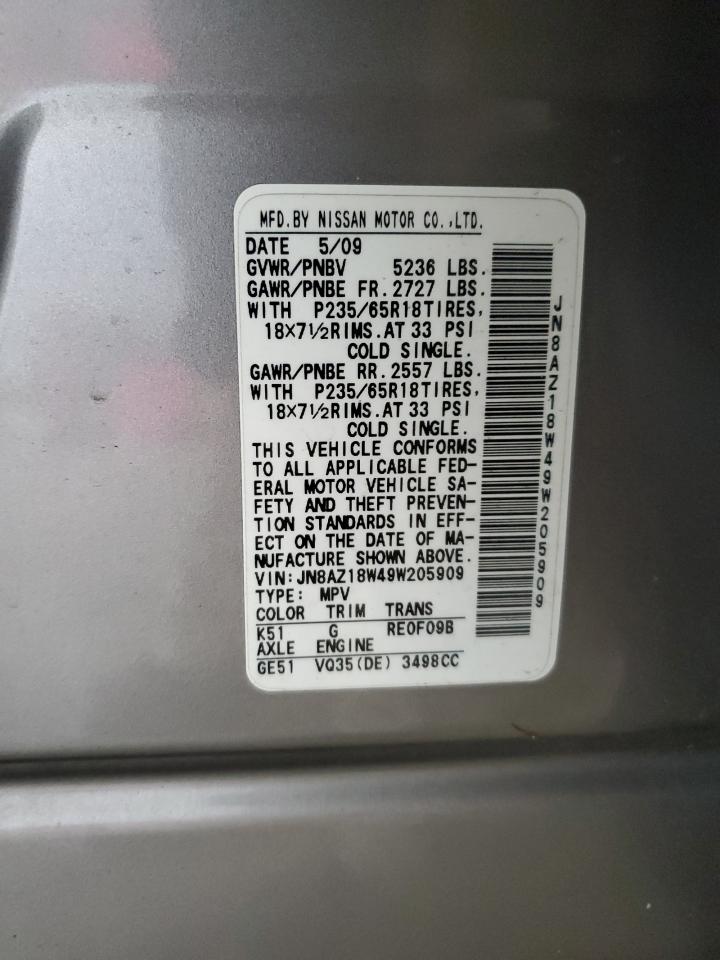 MFD.BY NISSAN MOTOR CO.,LTD.
DATE 5/09
GVWR/PNBV 5236 LBS.
GAWR/PNBE FR.2727 LBS.
WITH P235/65R18TIRES,
18×7½RIMS.AT 33 PSI
COLD SINGLE.
GAWR/PNBE RR.2557 LBS.
WITH P235/65R18TIRES,
18×7½RIMS.AT 33 PSI
COLD SINGLE.
THIS VEHICLE CONFORMS
TO ALL APPLICABLE FED-
ERAL MOTOR VEHICLE SA-
FETY AND THEFT PREVEN-
TION STANDARDS IN EFF-
ECT ON THE DATE OF MA-
NUFACTURE SHOWN ABOVE.
VIN:JN8AZ18W49W205909
TYPE: MPV
COLOR TRIM TRANS
K51 G RE0F09B
AXLE ENGINE
GE51 VQ35(DE) 3498CC
JN8AZ18W49W205909